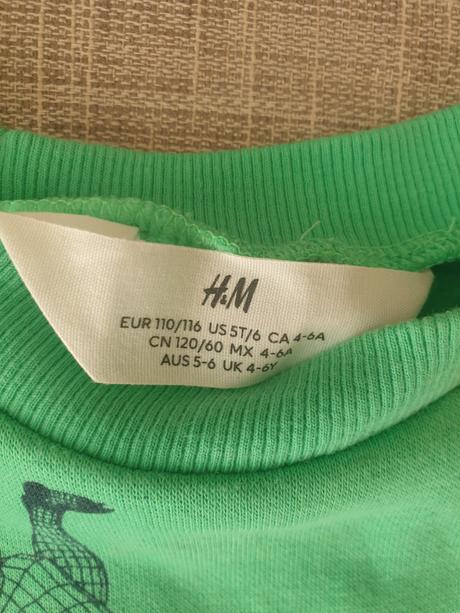 H&M
EUR 110/116 US 5T/6 CA 4-6A
CN 120/60 MX 4-6A
AUS 5-6 UK 4-6Y